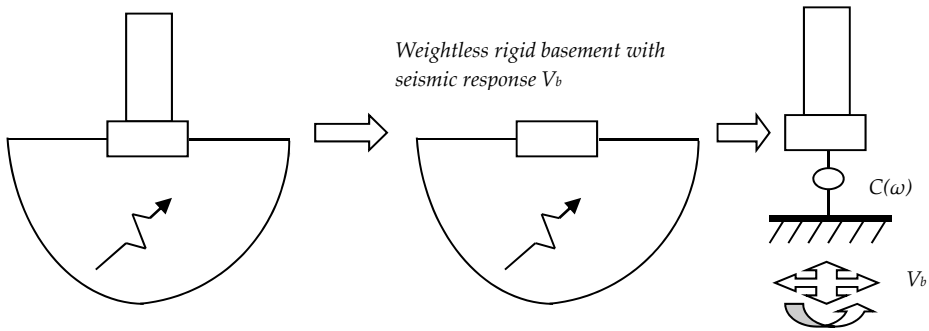 Weightless rigid basement with
seismic response Vb
C(ω)
Vb